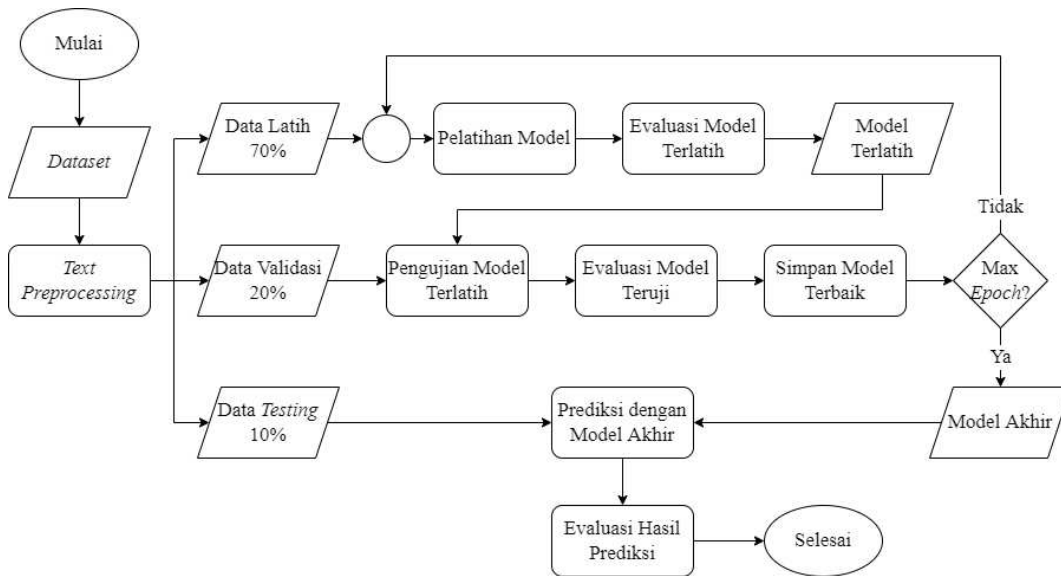 Mulai
Dataset
Text
Preprocessing
Data Latih
70%
Pelatihan Model
Evaluasi Model
Terlatih
Model
Terlatih
Tidak
Data Validasi
20%
Pengujian Model
Terlatih
Evaluasi Model
Teruji
Simpan Model
Terbaik
Max
Epoch?
Ya
Data Testing
10%
Prediksi dengan
Model Akhir
Model Akhir
Evaluasi Hasil
Prediksi
Selesai